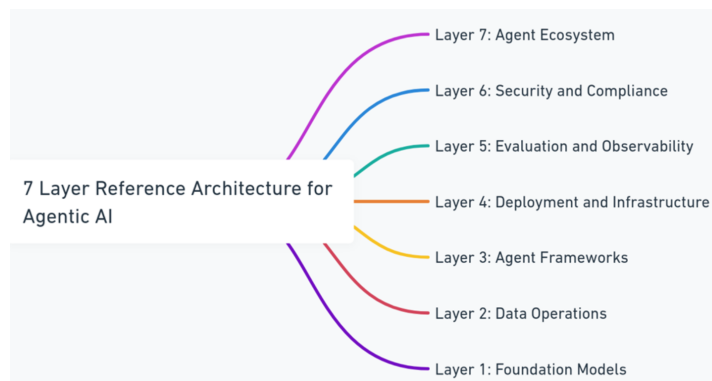 7 Layer Reference Architecture for
Agentic AI
Layer 7: Agent Ecosystem
Layer 6: Security and Compliance
Layer 5: Evaluation and Observability
Layer 4: Deployment and Infrastructure
Layer 3: Agent Frameworks
Layer 2: Data Operations
Layer 1: Foundation Models